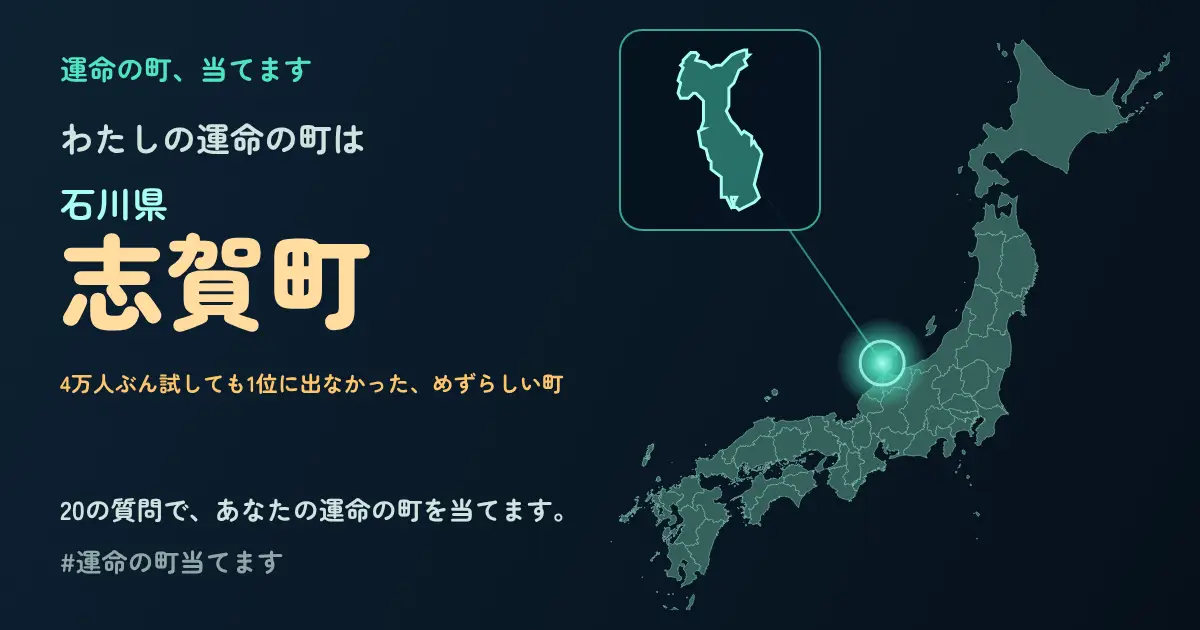 運命の町、当てます
わたしの運命の町は
石川県
志賀町
4万人ぶん試しても1位に出なかった、めずらしい町
20の質問で、あなたの運命の町を当てます。
#運命の町当てます